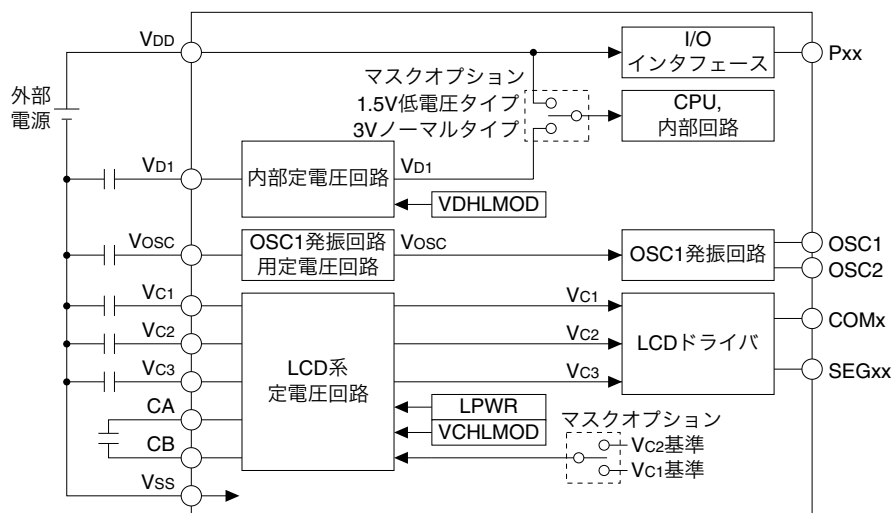 VDD
外部
電源
I/O
インタフェース
Pxx
マスクオプション
1.5V低電圧タイプ
3Vノーマルタイプ
CPU,
内部回路
VD1
内部定電圧回路
VD1
VDHLMOD
VOSC
OSC1発振回路
用定電圧回路
VOSC
OSC1発振回路
OSC1
OSC2
VC1
VC2
VC3
CA
CB
LCD系
定電圧回路
VC1
VC2
VC3
LCDドライバ
COMx
SEGxx
LPWR
VCHLMOD
マスクオプション
VC2基準
VC1基準
VSS